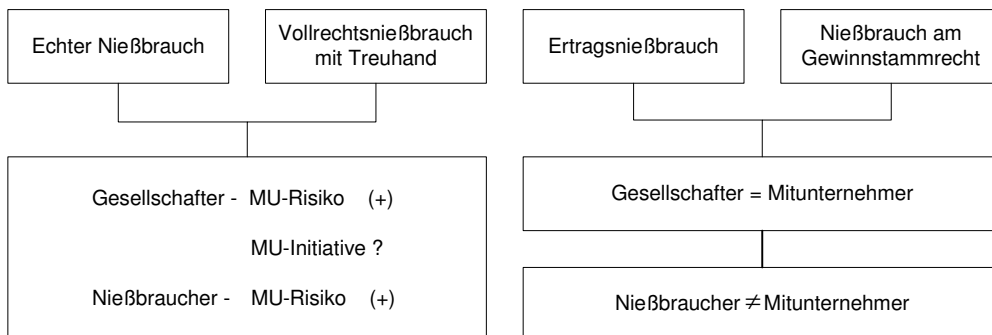 Echter Nießbrauch
Vollrechtsnießbrauch
mit Treuhand
Ertragsnießbrauch
Nießbrauch am
Gewinnstammrecht
Gesellschafter - MU-Risiko (+)
MU-Initiative ?
Nießbraucher - MU-Risiko (+)
Gesellschafter = Mitunternehmer
Nießbraucher ≠ Mitunternehmer